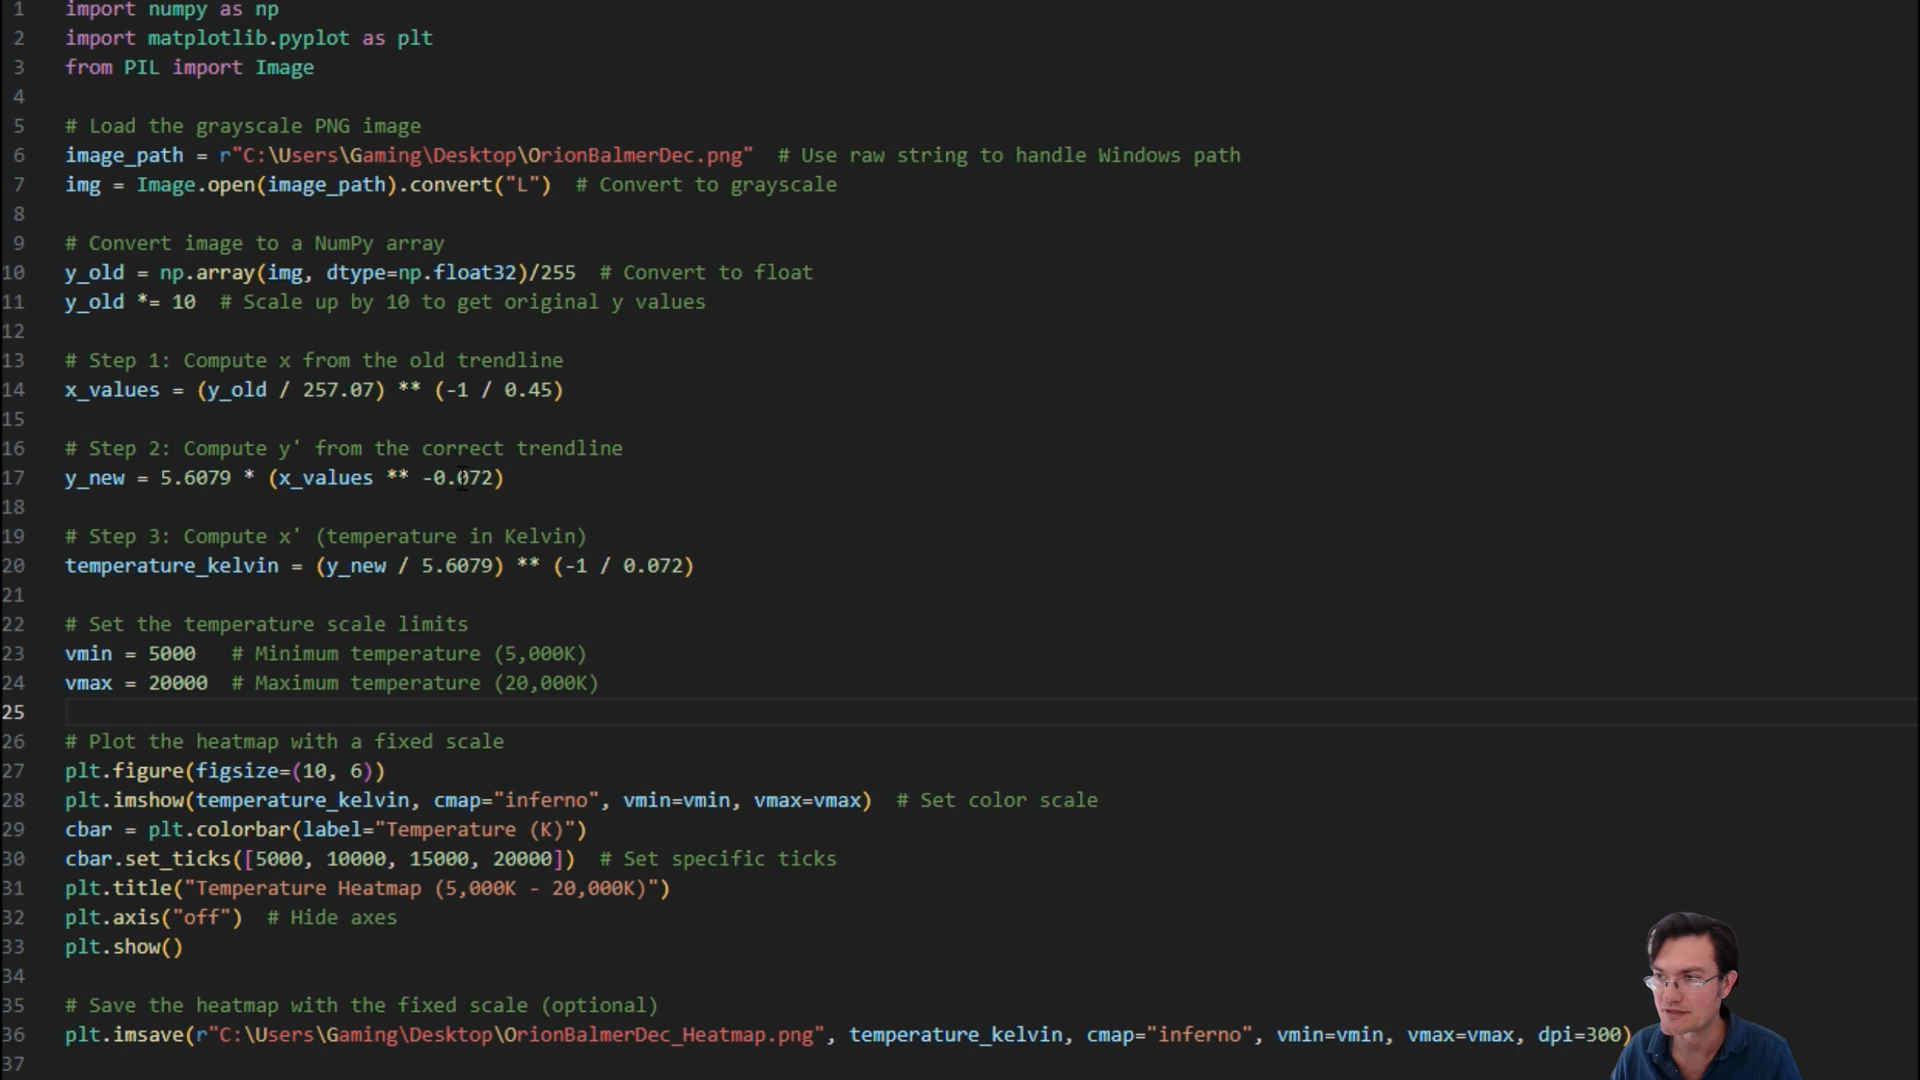 1 import numpy as np
2 import matplotlib.pyplot as plt
3 from PIL import Image
4
5 # Load the grayscale PNG image
6 image_path = r"C:\Users\Gaming\Desktop\OrionBalmerDec.png"  # Use raw string to handle Windows path
7 img = Image.open(image_path).convert("L")  # Convert to grayscale
8
9 # Convert image to a NumPy array
10 y_old = np.array(img, dtype=np.float32)/255  # Convert to float
11 y_old *= 10  # Scale up by 10 to get original y values
12
13 # Step 1: Compute x from the old trendline
14 x_values = (y_old / 257.07) ** (-1 / 0.45)
15
16 # Step 2: Compute y' from the correct trendline
17 y_new = 5.6079 * (x_values ** -0.072)
18
19 # Step 3: Compute x' (temperature in Kelvin)
20 temperature_kelvin = (y_new / 5.6079) ** (-1 / 0.072)
21
22 # Set the temperature scale limits
23 vmin = 5000   # Minimum temperature (5,000K)
24 vmax = 20000  # Maximum temperature (20,000K)
25
26 # Plot the heatmap with a fixed scale
27 plt.figure(figsize=(10, 6))
28 plt.imshow(temperature_kelvin, cmap="inferno", vmin=vmin, vmax=vmax)  # Set color scale
29 cbar = plt.colorbar(label="Temperature (K)")
30 cbar.set_ticks([5000, 10000, 15000, 20000])  # Set specific ticks
31 plt.title("Temperature Heatmap (5,000K - 20,000K)")
32 plt.axis("off")  # Hide axes
33 plt.show()
34
35 # Save the heatmap with the fixed scale (optional)
36 plt.imsave(r"C:\Users\Gaming\Desktop\OrionBalmerDec_Heatmap.png", temperature_kelvin, cmap="inferno", vmin=vmin, vmax=vmax, dpi=300)
37